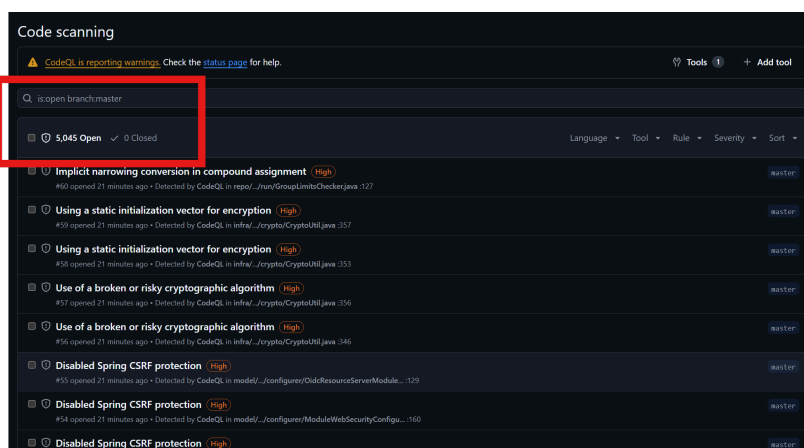 Code scanning
CodeQL is reporting warnings. Check the status page for help.
Tools 1
Add tool
is:open branch:master
5,045 Open 0 Closed
Language Tool Rule Severity Sort
Implicit narrowing conversion in compound assignment High
master
#60 opened 21 minutes ago • Detected by CodeQL in repo/.../run/GroupLimitsChecker.java :127
Using a static initialization vector for encryption High
master
#59 opened 21 minutes ago • Detected by CodeQL in infra/.../crypto/CryptoUtil.java :357
Using a static initialization vector for encryption High
master
#58 opened 21 minutes ago • Detected by CodeQL in infra/.../crypto/CryptoUtil.java :353
Use of a broken or risky cryptographic algorithm High
master
#57 opened 21 minutes ago • Detected by CodeQL in infra/.../crypto/CryptoUtil.java :356
Use of a broken or risky cryptographic algorithm High
master
#56 opened 21 minutes ago • Detected by CodeQL in infra/.../crypto/CryptoUtil.java :346
Disabled Spring CSRF protection High
master
#55 opened 21 minutes ago • Detected by CodeQL in model/.../configurer/OidcResourceServerModule... :129
Disabled Spring CSRF protection High
master
#54 opened 21 minutes ago • Detected by CodeQL in model/.../configurer/ModuleWebSecurityConfigu... :160
Disabled Spring CSRF protection High
master